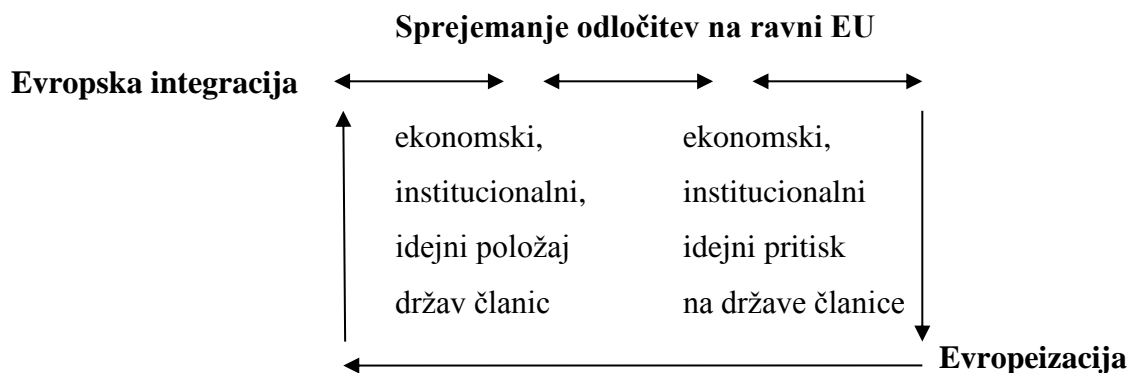 Sprejemanje odločitev na ravni EU
Evropska integracija
ekonomski,
institucionalni,
idejni položaj
držav članic
ekonomski,
institucionalni
idejni pritisk
na države članice
Evropeizacija